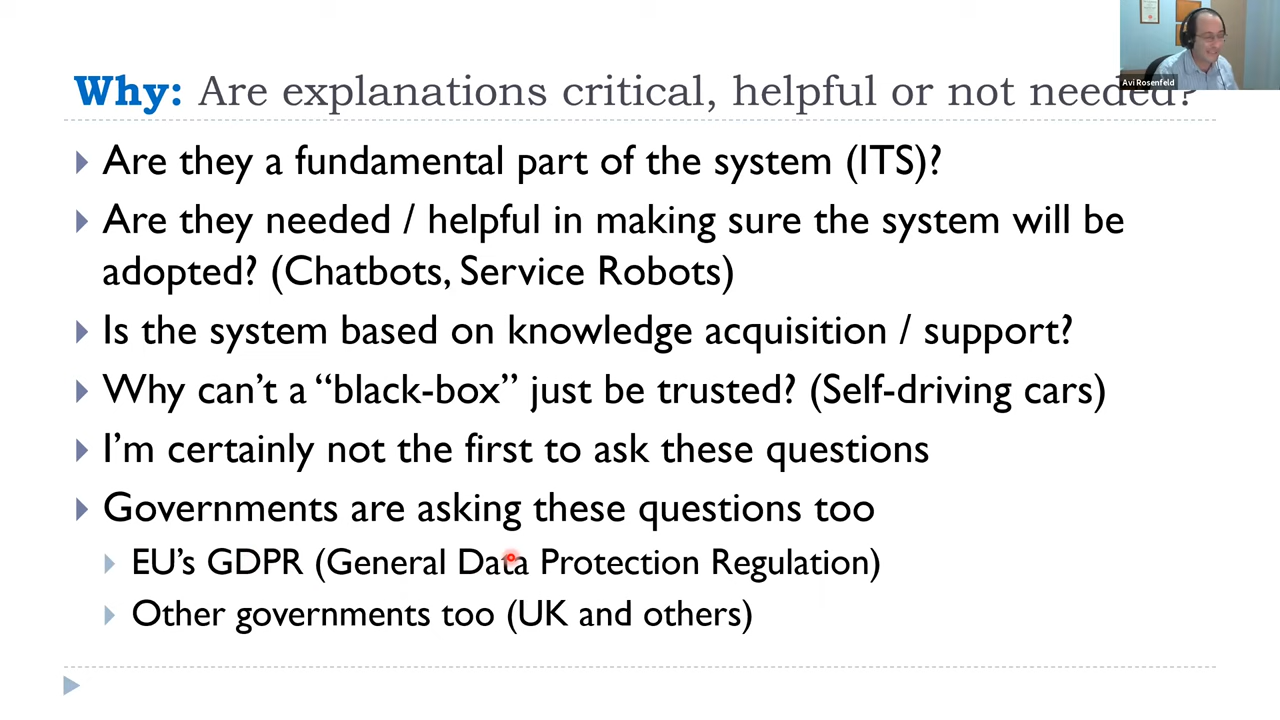 Why: Are explanations critical, helpful or not needed?
Avi Rosenfeld
Are they a fundamental part of the system (ITS)?
Are they needed / helpful in making sure the system will be
adopted? (Chatbots, Service Robots)
Is the system based on knowledge acquisition / support?
Why can't a “black-box” just be trusted? (Self-driving cars)
I'm certainly not the first to ask these questions
Governments are asking these questions too
EU's GDPR (General Data Protection Regulation)
Other governments too (UK and others)